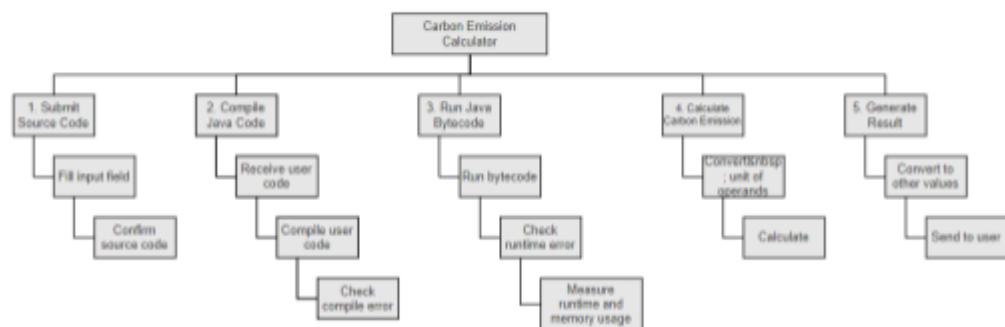 Carbon Emission
Calculator
1. Submit
Source Code
2. Compile
Java Code
3. Run Java
Bytecode
4. Calculate
Carbon Emission
5. Generate
Result
Fill input field
Receive user
code
Run bytecode
Convert&nbsp
; unit of
operands
Convert to
other values
Confirm
source code
Compile user
code
Check
runtime error
Calculate
Send to user
Check
compile error
Measure
runtime and
memory usage